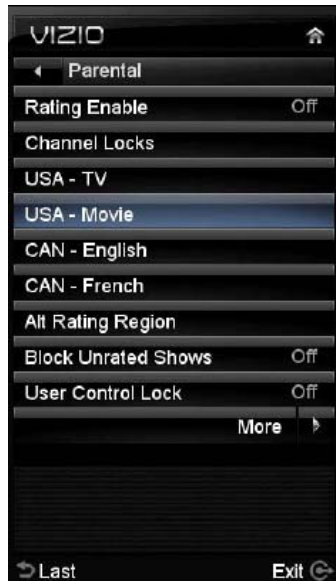 VIZIO
Parental
Rating Enable Off
Channel Locks
USA - TV
USA - Movie
CAN - English
CAN - French
Alt Rating Region
Block Unrated Shows Off
User Control Lock Off
More
Last Exit